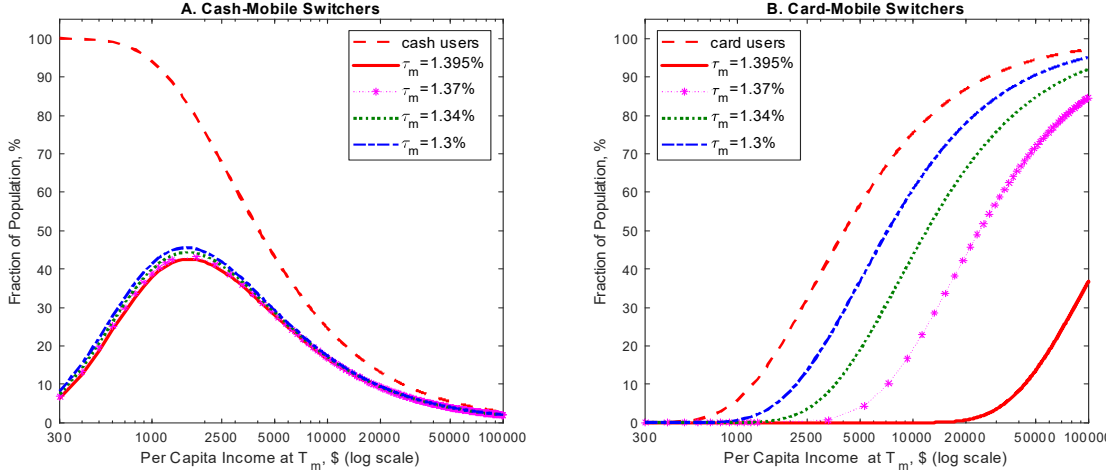 A. Cash-Mobile Switchers
Fraction of Population, %
100
90
80
70
60
50
40
30
20
10
0
cash users
τm=1.395%
τm=1.37%
τm=1.34%
τm=1.3%
300 1000 2500 5000 10000 20000 50000 100000
Per Capita Income at Tm, $ (log scale)
B. Card-Mobile Switchers
Fraction of Population, %
100
90
80
70
60
50
40
30
20
10
0
card users
τm=1.395%
τm=1.37%
τm=1.34%
τm=1.3%
300 1000 2500 5000 10000 20000 50000 100000
Per Capita Income at Tm, $ (log scale)